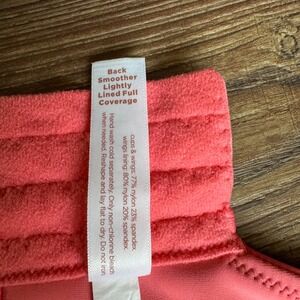 Back
Smoother
Lightly
Lined Full
Coverage
cups & wings: 77% nylon 23% spandex.
wings lining: 80% nylon 20% spandex.
Hand wash cold separately. Only non-chlorine bleach
when needed. Reshape and lay flat to dry. Do not iron